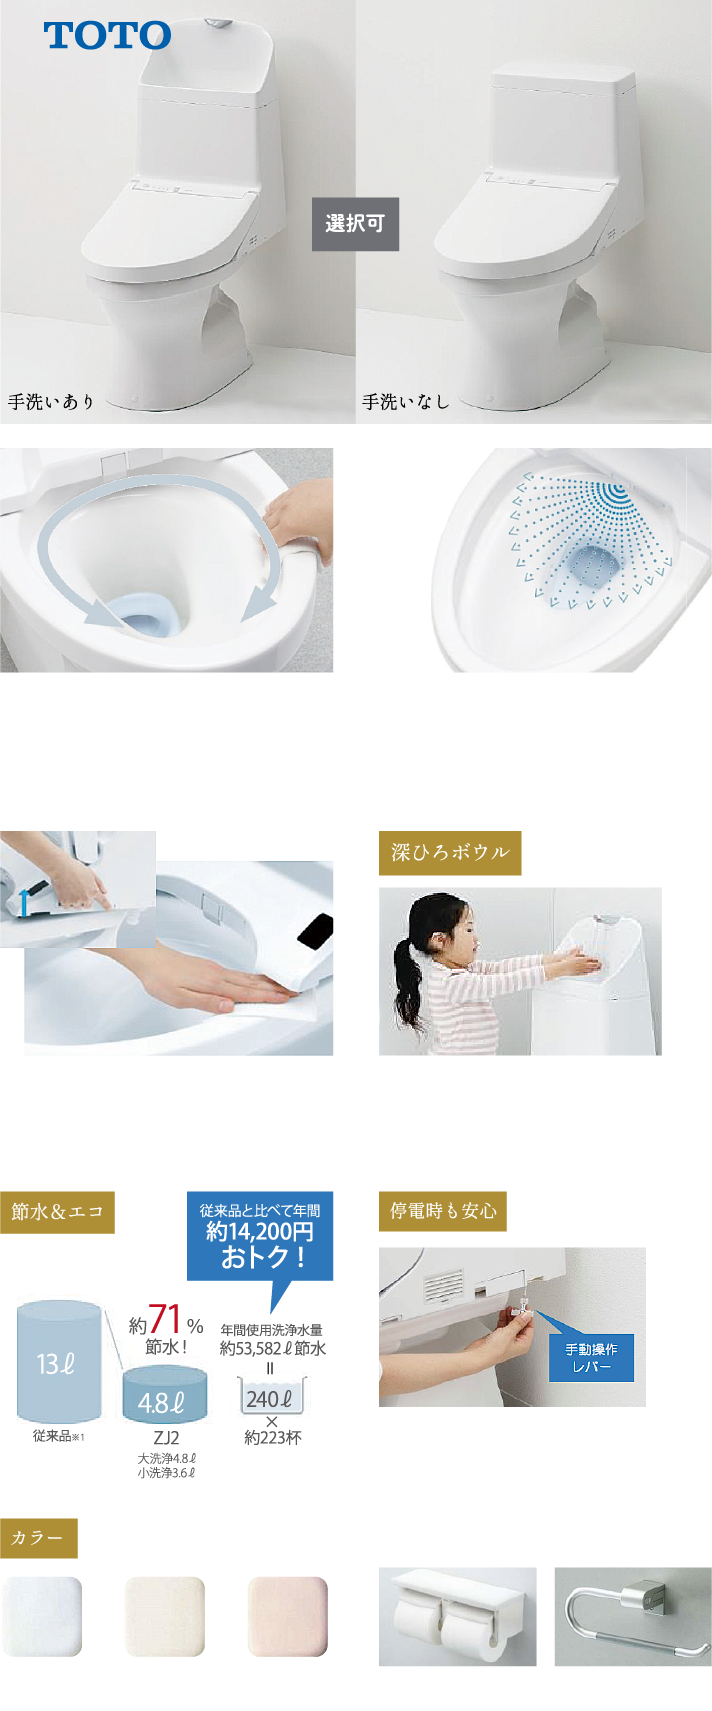 TOTO
選択可
手洗いあり
手洗いなし
深ひろボウル
節水&エコ
従来品と比べて年間
約14,200円
おトク！
約71%
節水！
13ℓ
従来品※1
4.8ℓ
ZJ2
大洗浄4.8ℓ
小洗浄3.6ℓ
年間使用洗浄水量
約53,582ℓ節水
=
240ℓ
×
約223杯
停電時も安心
手動操作
レバー
カラー